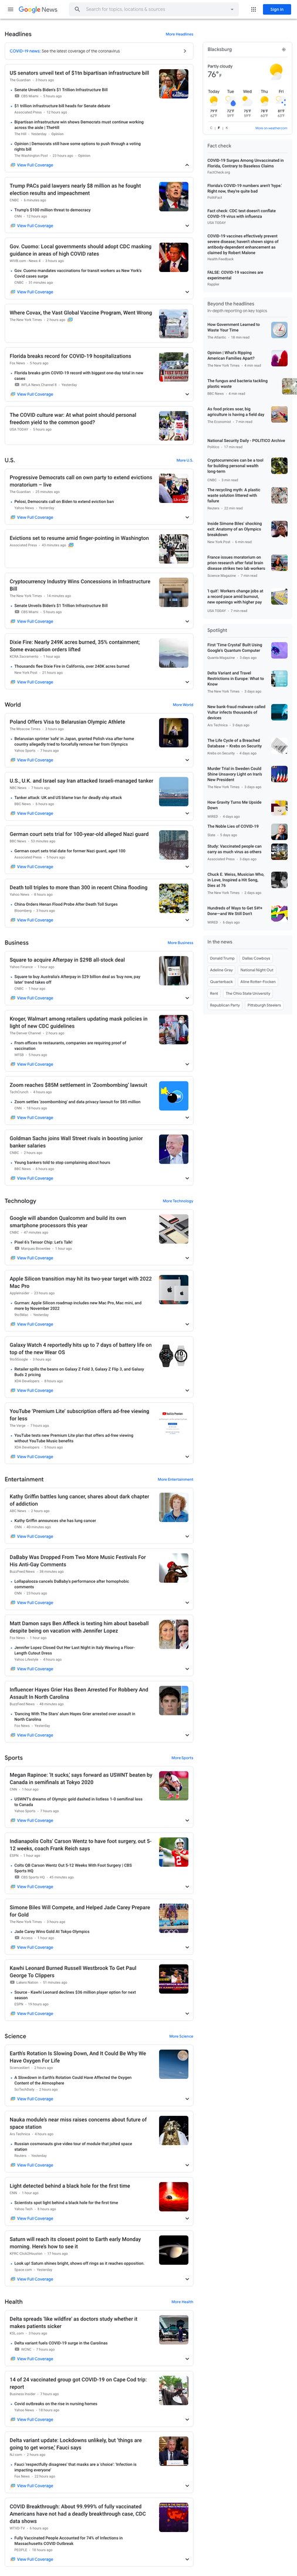 Google News
Search for topics, locations & sources
Sign in
Headlines
More Headlines
COVID-19 news: See the latest coverage of the coronavirus
US senators unveil text of $1tn bipartisan infrastructure bill
The Guardian · 3 hours ago
Senate Unveils Biden's $1 Trillion Infrastructure Bill
CBS Miami · 5 hours ago
$1 trillion infrastructure bill heads for Senate debate
Associated Press · 12 hours ago
Bipartisan infrastructure win shows Democrats must continue working
across the aisle | TheHill
The Hill · Yesterday · Opinion
Opinion | Democrats still have some options to push through a voting
rights bill
The Washington Post · 23 hours ago · Opinion
View Full Coverage
Trump PACs paid lawyers nearly $8 million as he fought
election results and impeachment
CNBC · 6 minutes ago
Trump's $100 million threat to democracy
CNN · 12 hours ago
View Full Coverage
Gov. Cuomo: Local governments should adopt CDC masking
guidance in areas of high COVID rates
Gov. Cuomo mandates vaccinations for transit workers as New York's
Covid cases surge
CNBC · 31 minutes ago
View Full Coverage
Where Covax, the Vast Global Vaccine Program, Went Wrong
The New York Times · 2 hours ago
Florida breaks record for COVID-19 hospitalizations
Fox News · 3 hours ago
Florida breaks grim COVID-19 record with biggest one-day total in new
cases
WFLA News Channel 8 · Yesterday
View Full Coverage
The COVID culture war: At what point should personal
freedom yield to the common good?
USA TODAY · 9 hours ago
U.S.
More U.S.
Progressive Democrats call on own party to extend evictions
moratorium – live
The Guardian · 23 minutes ago
Pelosi, Democrats call on Biden to extend eviction ban
Yahoo News · Yesterday
View Full Coverage
Evictions set to resume amid finger-pointing in Washington
Associated Press · 43 minutes ago
Cryptocurrency Industry Wins Concessions in Infrastructure
Bill
The New York Times · 14 minutes ago
Senate Unveils Biden's $1 Trillion Infrastructure Bill
CBS Miami · 5 hours ago
View Full Coverage
Dixie Fire: Nearly 249K acres burned, 35% containment;
Some evacuation orders lifted
KCRA Sacramento · 1 hour ago
Thousands flee Dixie Fire in California, over 240K acres burned
New York Post · 21 hours ago
View Full Coverage
World
More World
Poland Offers Visa to Belarusian Olympic Athlete
The Moscow Times · 3 hours ago
Belarusian sprinter 'safe' in Japan, granted Polish visa after home
country allegedly tried to forcefully remove her from Olympics
Yahoo Sports · 7 hours ago
View Full Coverage
U.S., U.K. and Israel say Iran attacked Israeli-managed tanker
NBC News · 7 hours ago
Tanker attack: UK and US blame Iran for deadly ship attack
BBC News · 4 hours ago
View Full Coverage
German court sets trial for 100-year-old alleged Nazi guard
BBC News · 53 minutes ago
German court sets trial date for former Nazi guard, aged 100
Associated Press · 5 hours ago
View Full Coverage
Death toll triples to more than 300 in recent China flooding
Yahoo News · 5 hours ago
China Orders Henan Flood Probe After Death Toll Surges
Bloomberg · 3 hours ago
View Full Coverage
Business
More Business
Square to acquire Afterpay in $29B all-stock deal
Yahoo Finance · 1 hour ago
Square to buy Australia's Afterpay in $29 billion deal as 'buy now, pay
later' trend takes off
CNBC · 1 hour ago
View Full Coverage
Kroger, Walmart among retailers updating mask policies in
light of new CDC guidelines
The Denver Channel · 2 hours ago
From offices to restaurants, companies are requiring proof of
vaccination
WFSB · 3 hours ago
View Full Coverage
Zoom reaches $85M settlement in 'Zoombombing' lawsuit
TechCrunch · 4 hours ago
Zoom settles 'zoombombing' and data privacy lawsuit for $85 million
CNN · 18 hours ago
View Full Coverage
Goldman Sachs joins Wall Street rivals in boosting junior
banker salaries
CNBC · 2 hours ago
Young bankers told to stop complaining about hours
BBC News · 6 hours ago
View Full Coverage
Technology
More Technology
Google will abandon Qualcomm and build its own
smartphone processors this year
CNBC · 47 minutes ago
Pixel 6's Tensor Chip: Let's Talk!
Marques Brownlee · 1 hour ago
View Full Coverage
Apple Silicon transition may hit its two-year target with 2022
Mac Pro
AppleInsider · 23 hours ago
Gurman: Apple Silicon roadmap includes new Mac Pro, Mac mini, and
more by November 2022
9to5Mac · Yesterday
View Full Coverage
Galaxy Watch 4 reportedly hits up to 7 days of battery life on
top of the new Wear OS
9to5Google · 3 hours ago
Retailer spills the beans on Galaxy Z Fold 3, Galaxy Z Flip 3, and Galaxy
Buds 2 pricing
XDA Developers · 8 hours ago
View Full Coverage
YouTube 'Premium Lite' subscription offers ad-free viewing
for less
The Verge · 7 hours ago
YouTube tests new Premium Lite plan that offers ad-free viewing
without YouTube Music benefits
XDA Developers · 5 hours ago
View Full Coverage
Entertainment
More Entertainment
Kathy Griffin battles lung cancer, shares about dark chapter
of addiction
ABC News · 2 hours ago
Kathy Griffin announces she has lung cancer
CNN · 40 minutes ago
View Full Coverage
DaBaby Was Dropped From Two More Music Festivals For
His Anti-Gay Comments
BuzzFeed News · 38 minutes ago
Lollapalooza cancels DaBaby's performance after homophobic
comments
CNN · 23 hours ago
View Full Coverage
Matt Damon says Ben Affleck is texting him about baseball
despite being on vacation with Jennifer Lopez
Fox News · 1 hour ago
Jennifer Lopez Closed Out Her Last Night in Italy Wearing a Floor-
Length Cutout Dress
Yahoo Lifestyle · 4 hours ago
View Full Coverage
Influencer Hayes Grier Has Been Arrested For Robbery And
Assault In North Carolina
BuzzFeed News · 46 minutes ago
'Dancing With The Stars' alum Hayes Grier arrested over assault in
North Carolina
Fox News · Yesterday
View Full Coverage
Sports
More Sports
Megan Rapinoe: 'It sucks,' says forward as USWNT beaten by
Canada in semifinals at Tokyo 2020
CNN · 1 hour ago
USWNT's dreams of Olympic gold dashed in listless 1-0 semifinal loss
to Canada
Yahoo Sports · 7 hours ago
View Full Coverage
Indianapolis Colts' Carson Wentz to have foot surgery, out 5-
12 weeks, coach Frank Reich says
ESPN · 1 hour ago
Colts QB Carson Wentz Out 5-12 Weeks With Foot Surgery | CBS
Sports HQ
CBS Sports HQ · 45 minutes ago
View Full Coverage
Simone Biles Will Compete, and Helped Jade Carey Prepare
for Gold
The New York Times · 2 hours ago
Jade Carey Wins Gold At Tokyo Olympics
View Full Coverage
Kawhi Leonard Burned Russell Westbrook To Get Paul
George To Clippers
Lakers Nation · 51 minutes ago
Source - Kawhi Leonard declines $36 million player option for next
season
ESPN · 19 hours ago
View Full Coverage
Science
More Science
Earth's Rotation Is Slowing Down, And It Could Be Why We
Have Oxygen For Life
ScienceAlert · 2 hours ago
A Slowdown in Earth's Rotation Could Have Affected the Oxygen
Content of the Atmosphere
SciTechDaily · 2 hours ago
View Full Coverage
Nauka module's near miss raises concerns about future of
space station
Ars Technica · 4 hours ago
Russian cosmonauts give video tour of module that jolted space
station
Reuters · Yesterday
View Full Coverage
Light detected behind a black hole for the first time
CNN · 1 hour ago
Scientists spot light behind a black hole for the first time
Yahoo Tech · 6 hours ago
View Full Coverage
Saturn will reach its closest point to Earth early Monday
morning. Here's how to see it
KPRC Click2Houston · 17 hours ago
Look up! Saturn shines bright, shows off rings as it reaches opposition.
Space.com · Yesterday
View Full Coverage
Health
More Health
Delta spreads 'like wildfire' as doctors study whether it
makes patients sicker
KSL.com · 3 hours ago
Delta variant fuels COVID-19 surge in the Carolinas
WCNC · 7 hours ago
View Full Coverage
14 of 24 vaccinated group got COVID-19 on Cape Cod trip:
report
Business Insider · 2 hours ago
Covid outbreaks on the rise in nursing homes
Yahoo News · 18 hours ago
View Full Coverage
Delta variant update: Lockdowns unlikely, but 'things are
going to get worse,' Fauci says
AJ.com · 2 hours ago
Fauci 'respectfully disagrees' that masks are a 'choice': 'Infection is
impacting everyone'
Fox News · 22 hours ago
View Full Coverage
COVID Breakthrough: About 99.999% of fully vaccinated
Americans have not had a deadly breakthrough case, CDC
data shows
WTVD TV · 6 hours ago
Fully Vaccinated People Accounted for 74% of Infections in
Massachusetts COVID Outbreak
PEOPLE · 19 hours ago
View Full Coverage
Blacksburg
Partly cloudy
76°F
Today Tue Wed Thu Fri
C | F | K
More on weather.com
Fact check
COVID-19 Surges Among Unvaccinated in
Florida, Contrary to Baseless Claims
FactCheck.org
Florida's COVID-19 numbers aren't 'hype.'
Right now, they're quite bad
PolitiFact
Fact check: CDC test doesn't conflate
COVID-19 virus with influenza
USA TODAY
COVID-19 vaccines effectively prevent
severe disease; haven't shown signs of
antibody-dependent enhancement as
claimed by Robert Malone
Health Feedback
FALSE: COVID-19 vaccines are
experimental
Rappler
Beyond the headlines
In-depth reporting on key topics
How Government Learned to
Waste Your Time
The Atlantic · 16 min read
Opinion | What's Ripping
American Families Apart?
The New York Times · 4 min read
The fungus and bacteria tackling
plastic waste
BBC News · 4 min read
As food prices soar, big
agriculture is having a field day
The Economist · 7 min read
National Security Daily - POLITICO America
Politico · 17 min read
Cryptocurrencies can be a tool
for building personal wealth
long-term
CNBC · 3 min read
The recycling myth: A plastic
waste solution littered with
failure
Reuters · 22 min read
Inside Simone Biles' shocking
exit: Anatomy of an Olympics
breakdown
New York Post · 6 min read
France issues moratorium on
prion research after fatal brain
disease strikes two lab workers
Science Magazine · 7 min read
'I quit': Workers change jobs at
a record pace amid burnout,
new openings with higher pay
USA TODAY · 7 min read
Spotlight
First 'Time Crystal' Built Using
Google's Quantum Computer
Quanta Magazine · 3 days ago
Delta Variant and Travel
Restrictions in Europe: What to
Know
The New York Times · 3 days ago
New bank-fraud malware called
Vultur infects thousands of
devices
Ars Technica · 3 days ago
The Life Cycle of a Breached
Database – Krebs on Security
Krebs on Security · 4 days ago
Murder Trial in Sweden Could
Shine Unsavory Light on Iran's
New President
The New York Times · 3 days ago
How Gravity Turns Me Upside
Down
WIRED · 4 days ago
The Noble Lies of COVID-19
Slate · 5 days ago
Study: Vaccinated people can
carry as much virus as others
Associated Press · 3 days ago
Chuck E. Weiss, Musician Who,
in Love, Inspired a Hit Song,
Dies at 76
The New York Times · 2 days ago
Hundreds of Ways to Get S#!+
Done—and We Still Don't
WIRED · 4 days ago
In the news
Donald Trump
Dallas Cowboys
Adeline Gray
National Night Out
Quarterback
Allyx Rotter-Fucken
Rent
The Ohio State University
Republican Party
Pittsburgh Steelers